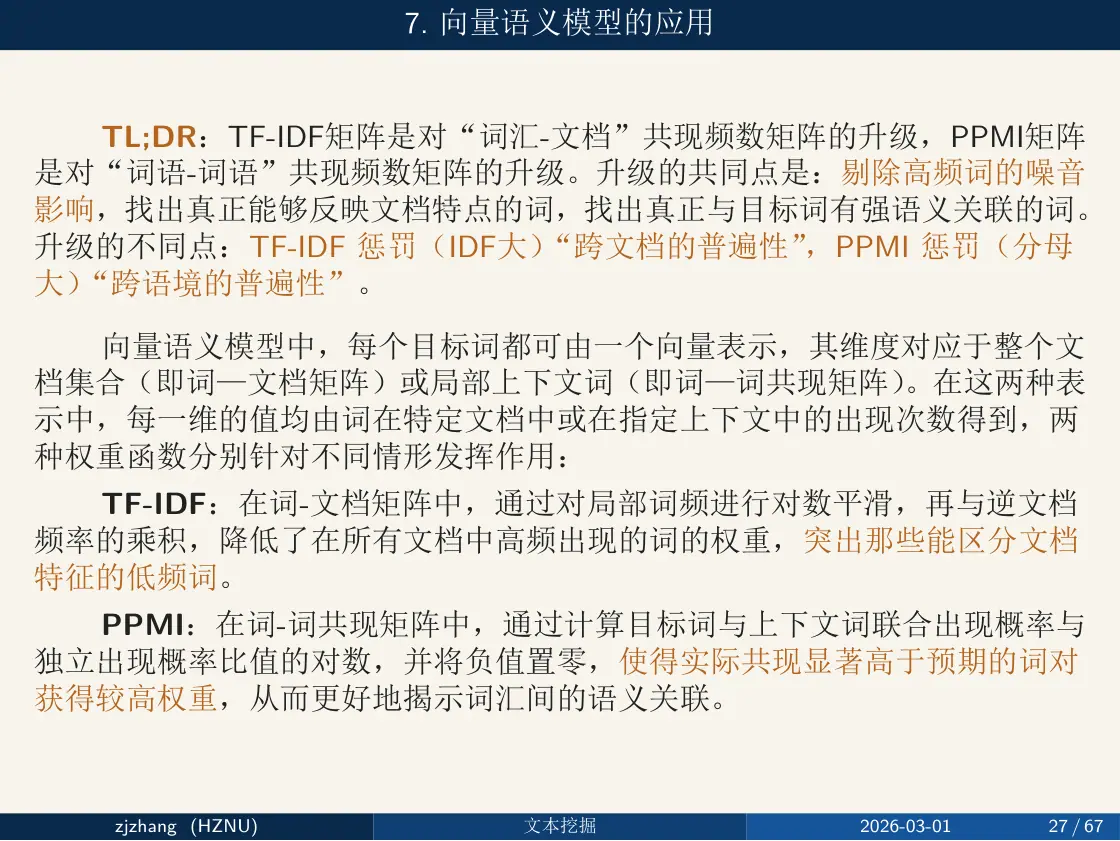 7. 向量语义模型的应用
TL;DR：TF-IDF矩阵是对“词汇-文档”共现频数矩阵的升级，PPMI矩阵
是对“词语-词语”共现频数矩阵的升级。升级的共同点是：剔除高频词的噪音
影响，找出真正能够反映文档特点的词，找出真正与目标词有强语义关联的词。
升级的不同点：TF-IDF 惩罚（IDF大）“跨文档的普遍性”，PPMI 惩罚（分母
大）“跨语境的普遍性” 。
向量语义模型中，每个目标词都可由一个向量表示，其维度对应于整个文
档集合（即词—文档矩阵）或局部上下文词（即词—词共现矩阵）。在这两种表
示中，每一维的值均由词在特定文档中或在指定上下文中的出现次数得到，两
种权重函数分别针对不同情形发挥作用：
TF-IDF：在词-文档矩阵中，通过对局部词频进行对数平滑，再与逆文档
频率的乘积，降低了在所有文档中高频出现的词的权重，突出那些能区分文档
特征的低频词。
PPMI：在词-词共现矩阵中，通过计算目标词与上下文词联合出现概率与
独立出现概率比值的对数，并将负值置零，使得实际共现显著高于预期的词对
获得较高权重，从而更好地揭示词汇间的语义关联。
zjzhang (HZNU) 文本挖掘 2026-03-01 27 / 67